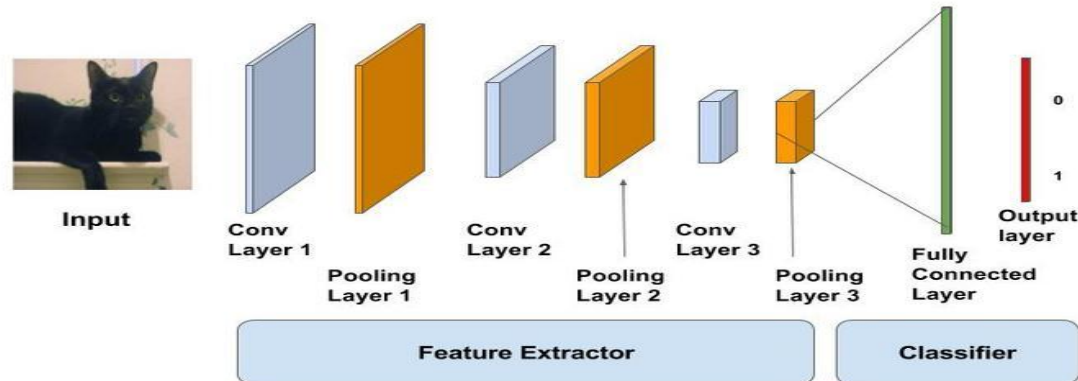 Input
Conv
Layer 1
Pooling
Layer 1
Conv
Layer 2
Pooling
Layer 2
Conv
Layer 3
Pooling
Layer 3
Fully
Connected
Layer
0
1
Output
layer
Feature Extractor
Classifier